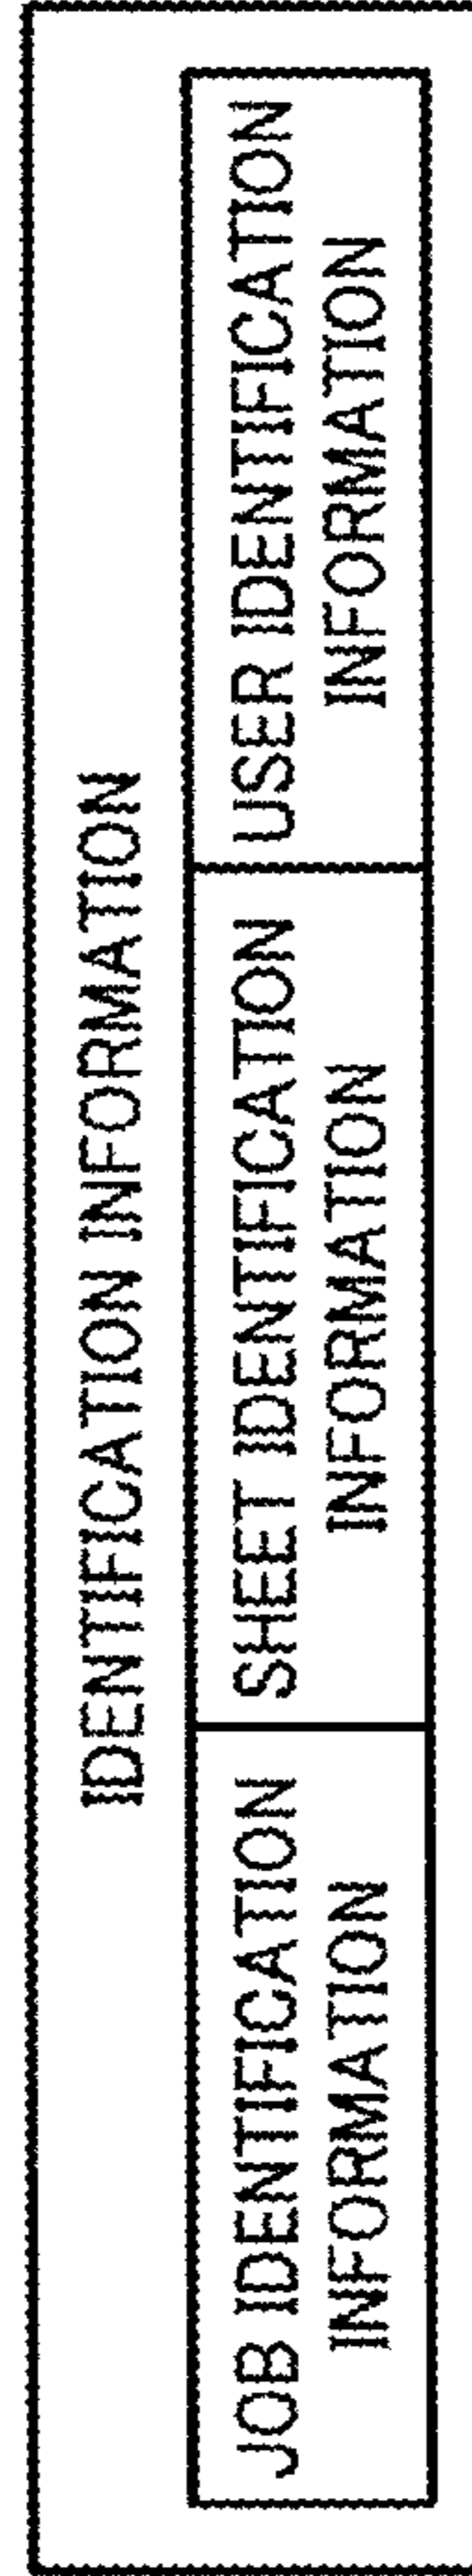 IDENTIFICATION INFORMATION
JOB IDENTIFICATION
INFORMATION
SHEET IDENTIFICATION
INFORMATION
USER IDENTIFICATION
INFORMATION